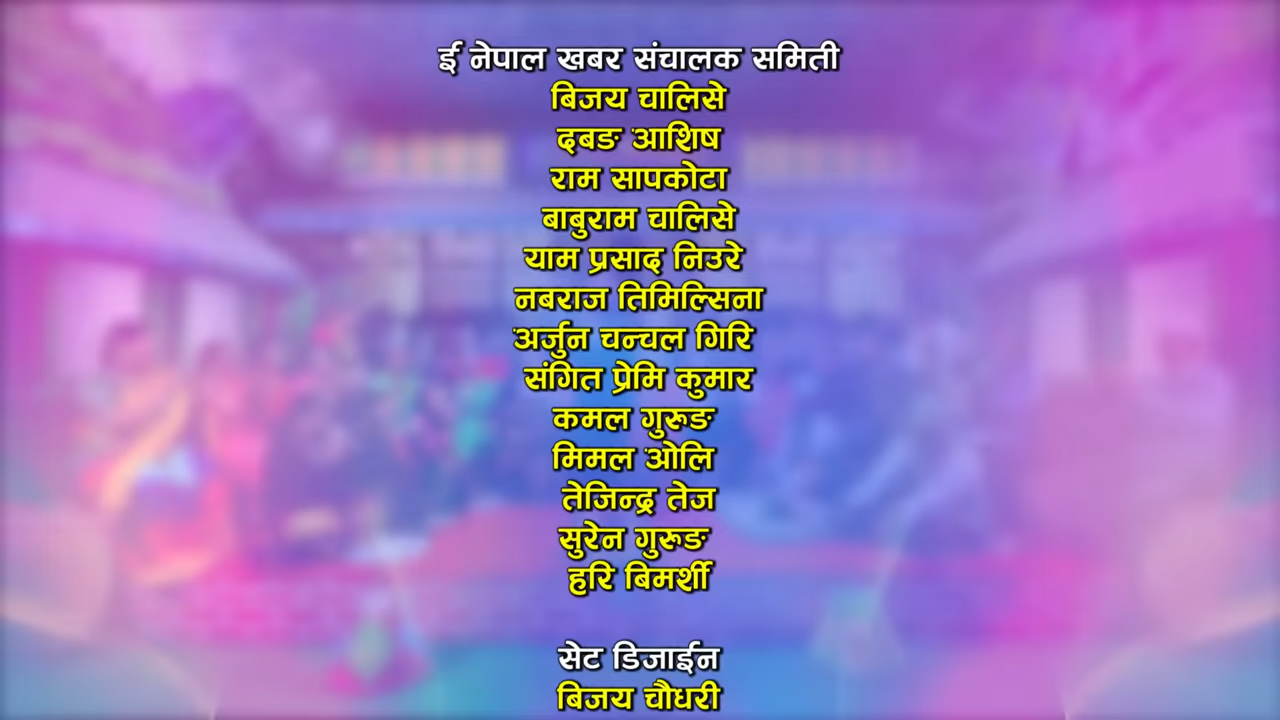 ई नेपाल खबर संचालक समिती
बिजय चालिसे
दबङ आशिष
राम सापकोटा
बाबुराम चालिसे
याम प्रसाद निउरे
नबराज तिमिल्सिना
अर्जुन चन्चल गिरि
संगित प्रेमि कुमार
कमल गुरूङ
मिमल ओलि
तेजिन्द्र तेज
सुरेन गुरूङ
हरि बिमर्शी
सेट डिजाईन
बिजय चौधरी